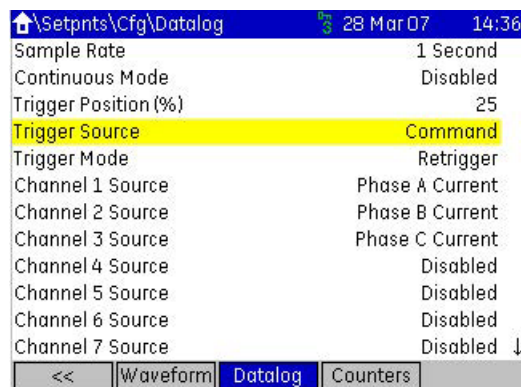 \Setpnts\Cfg\Datalog 28 Mar 07 14:36
Sample Rate 1 Second
Continuous Mode Disabled
Trigger Position (%) 25
Trigger Source Command
Trigger Mode Retrigger
Channel 1 Source Phase A Current
Channel 2 Source Phase B Current
Channel 3 Source Phase C Current
Channel 4 Source Disabled
Channel 5 Source Disabled
Channel 6 Source Disabled
Channel 7 Source Disabled ↓
<< Waveform Datalog Counters